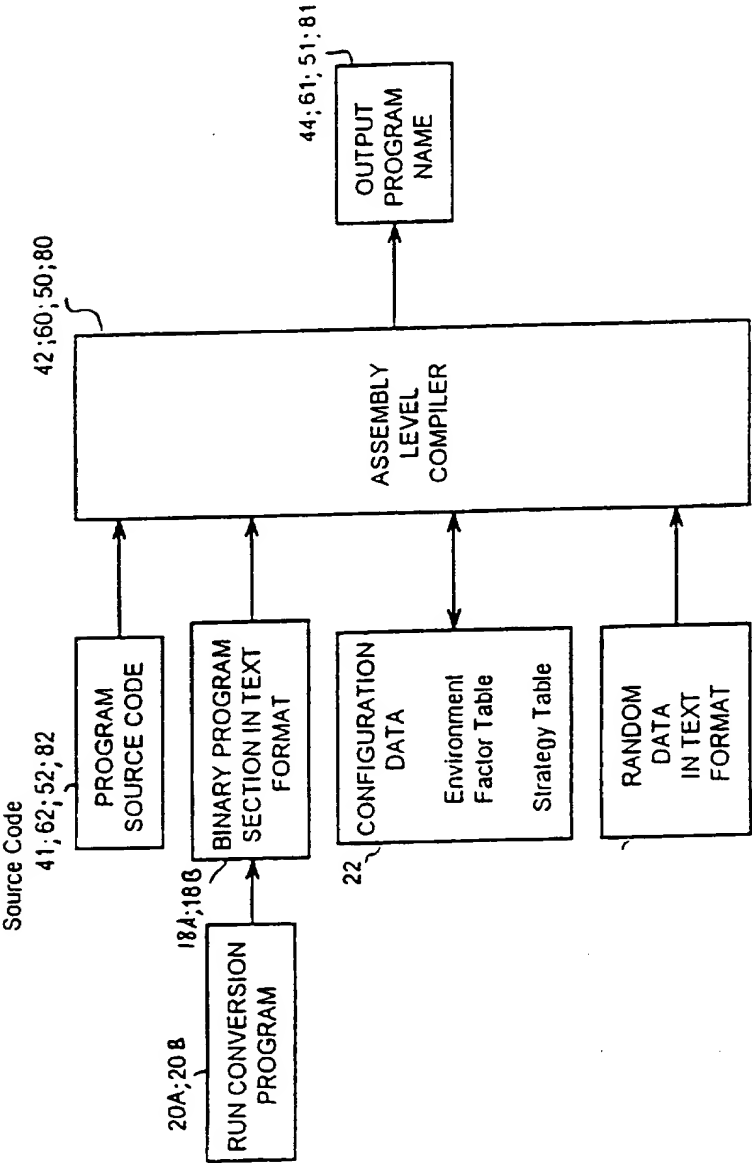 Source Code
41;62;52;82
PROGRAM
SOURCE CODE
20A;20B
RUN CONVERSION
PROGRAM
18A;18B
BINARY PROGRAM
SECTION IN TEXT
FORMAT
22
CONFIGURATION
DATA
Environment
Factor Table
Strategy Table
RANDOM
DATA
IN TEXT
FORMAT
42;60;50;80
ASSEMBLY
LEVEL
COMPILER
44;61;51;81
OUTPUT
PROGRAM
NAME